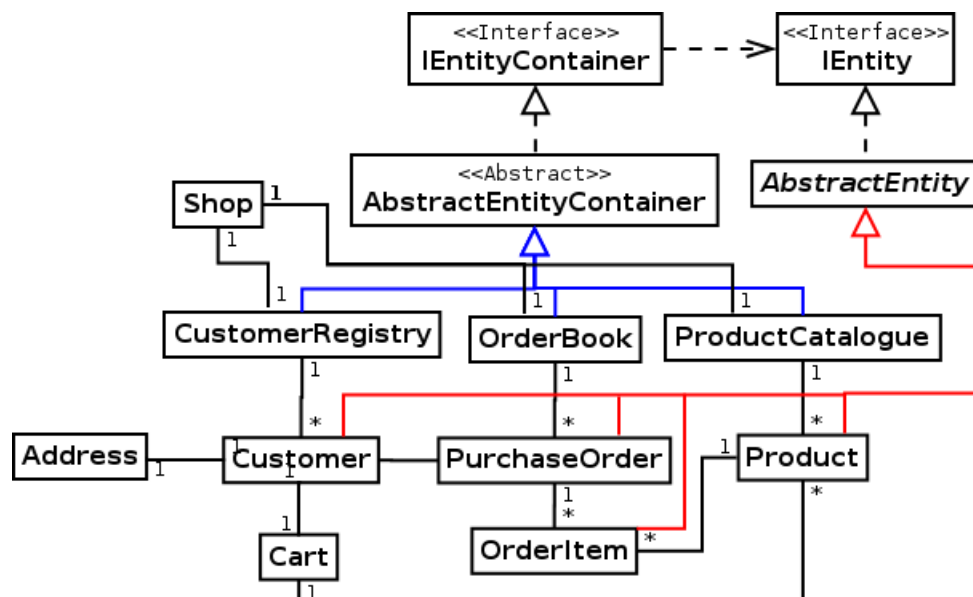 <<Interface>>
IEntityContainer
<<Interface>>
IEntity
<<Abstract>>
AbstractEntityContainer
AbstractEntity
Shop
1
1
1
1
1
CustomerRegistry
OrderBook
ProductCatalogue
1
1
1
*
*
*
Address
1
1
Customer
1
PurchaseOrder
1
Product
1
*
*
1
OrderItem
*
Cart
1